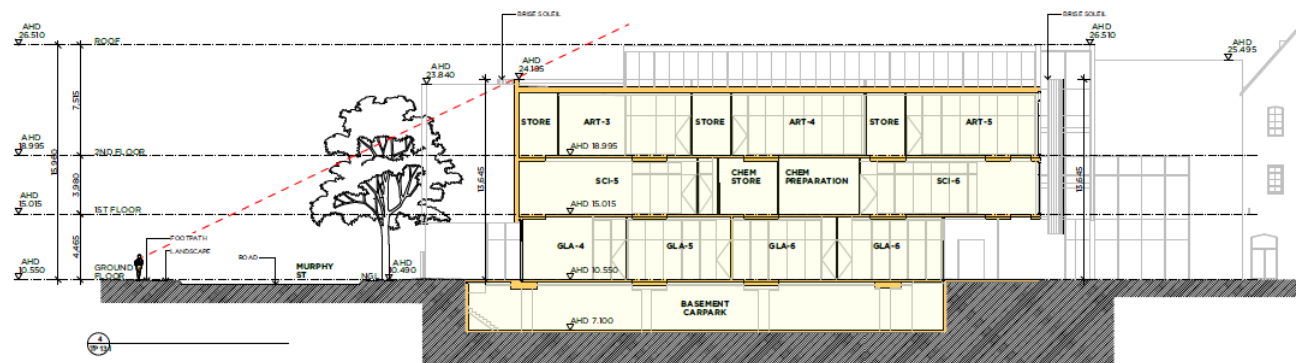 AHD
26.510
ROOF
BRISE SOLEIL
AHD
24.185
AHD
23.840
BRISE SOLEIL
AHD
26.510
AHD
25.495
7.515
STORE
ART-3
STORE
ART-4
STORE
ART-5
AHD
18.995
2ND FLOOR
AHD 18.995
15.960
3.980
13.645
SCI-5
CHEM
STORE
CHEM
PREPARATION
SCI-6
13.645
AHD
15.015
1ST FLOOR
AHD 15.015
4.465
FOOTPATH
LANDSCAPE
ROAD
GLA-4
GLA-5
GLA-6
GLA-6
AHD
10.550
GROUND
FLOOR
MURPHY
ST
NGL
AHD
10.490
AHD 10.550
BASEMENT
CARPARK
AHD 7.100
4